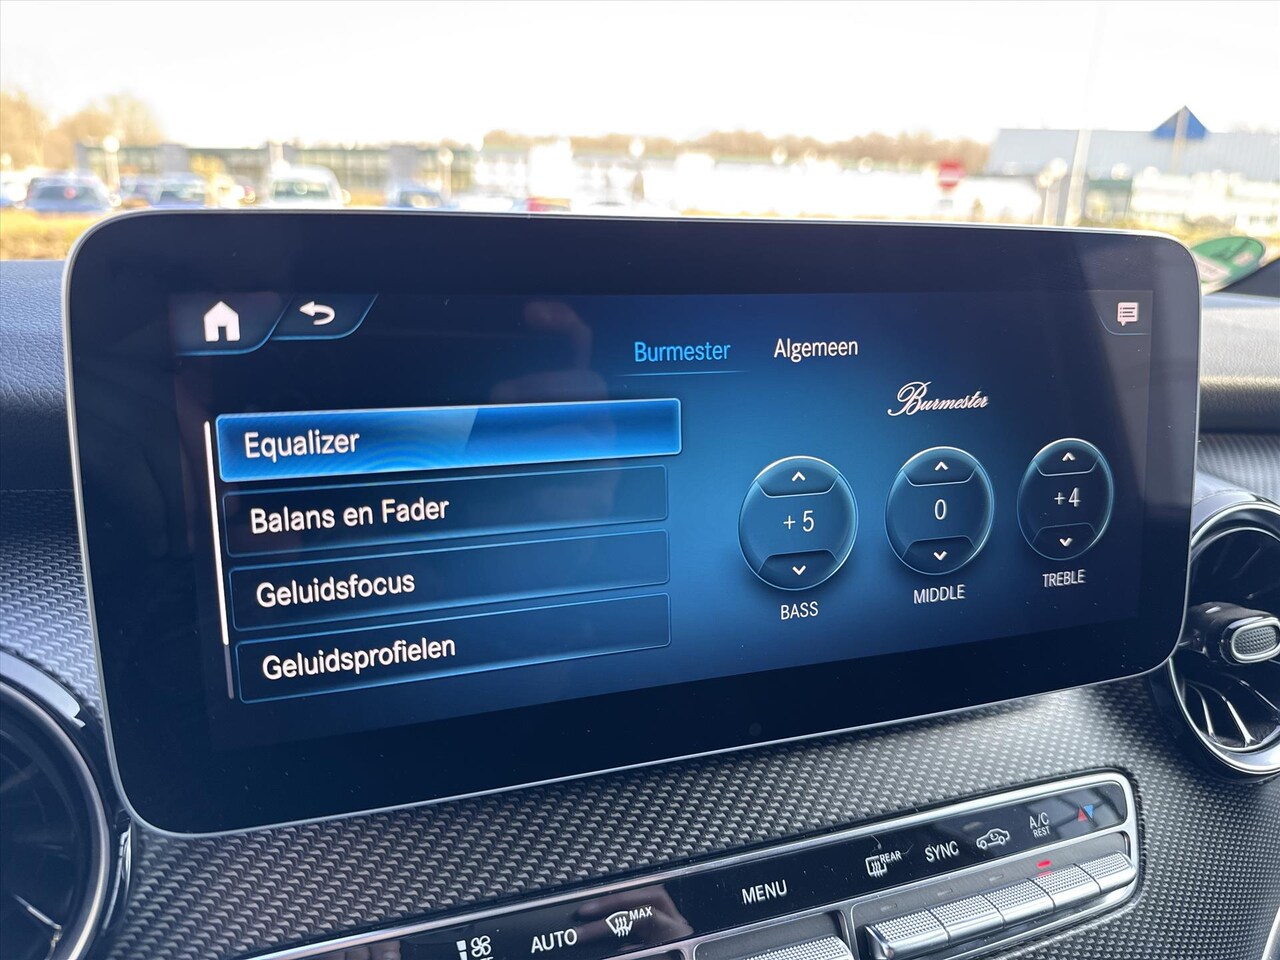 Burmester
Algemeen
Burmester
Equalizer
Balans en Fader
Geluidsfocus
Geluidsprofielen
+5
0
+4
BASS
MIDDLE
TREBLE
A/C
REST
SYNC
REAR
MENU
MAX
AUTO